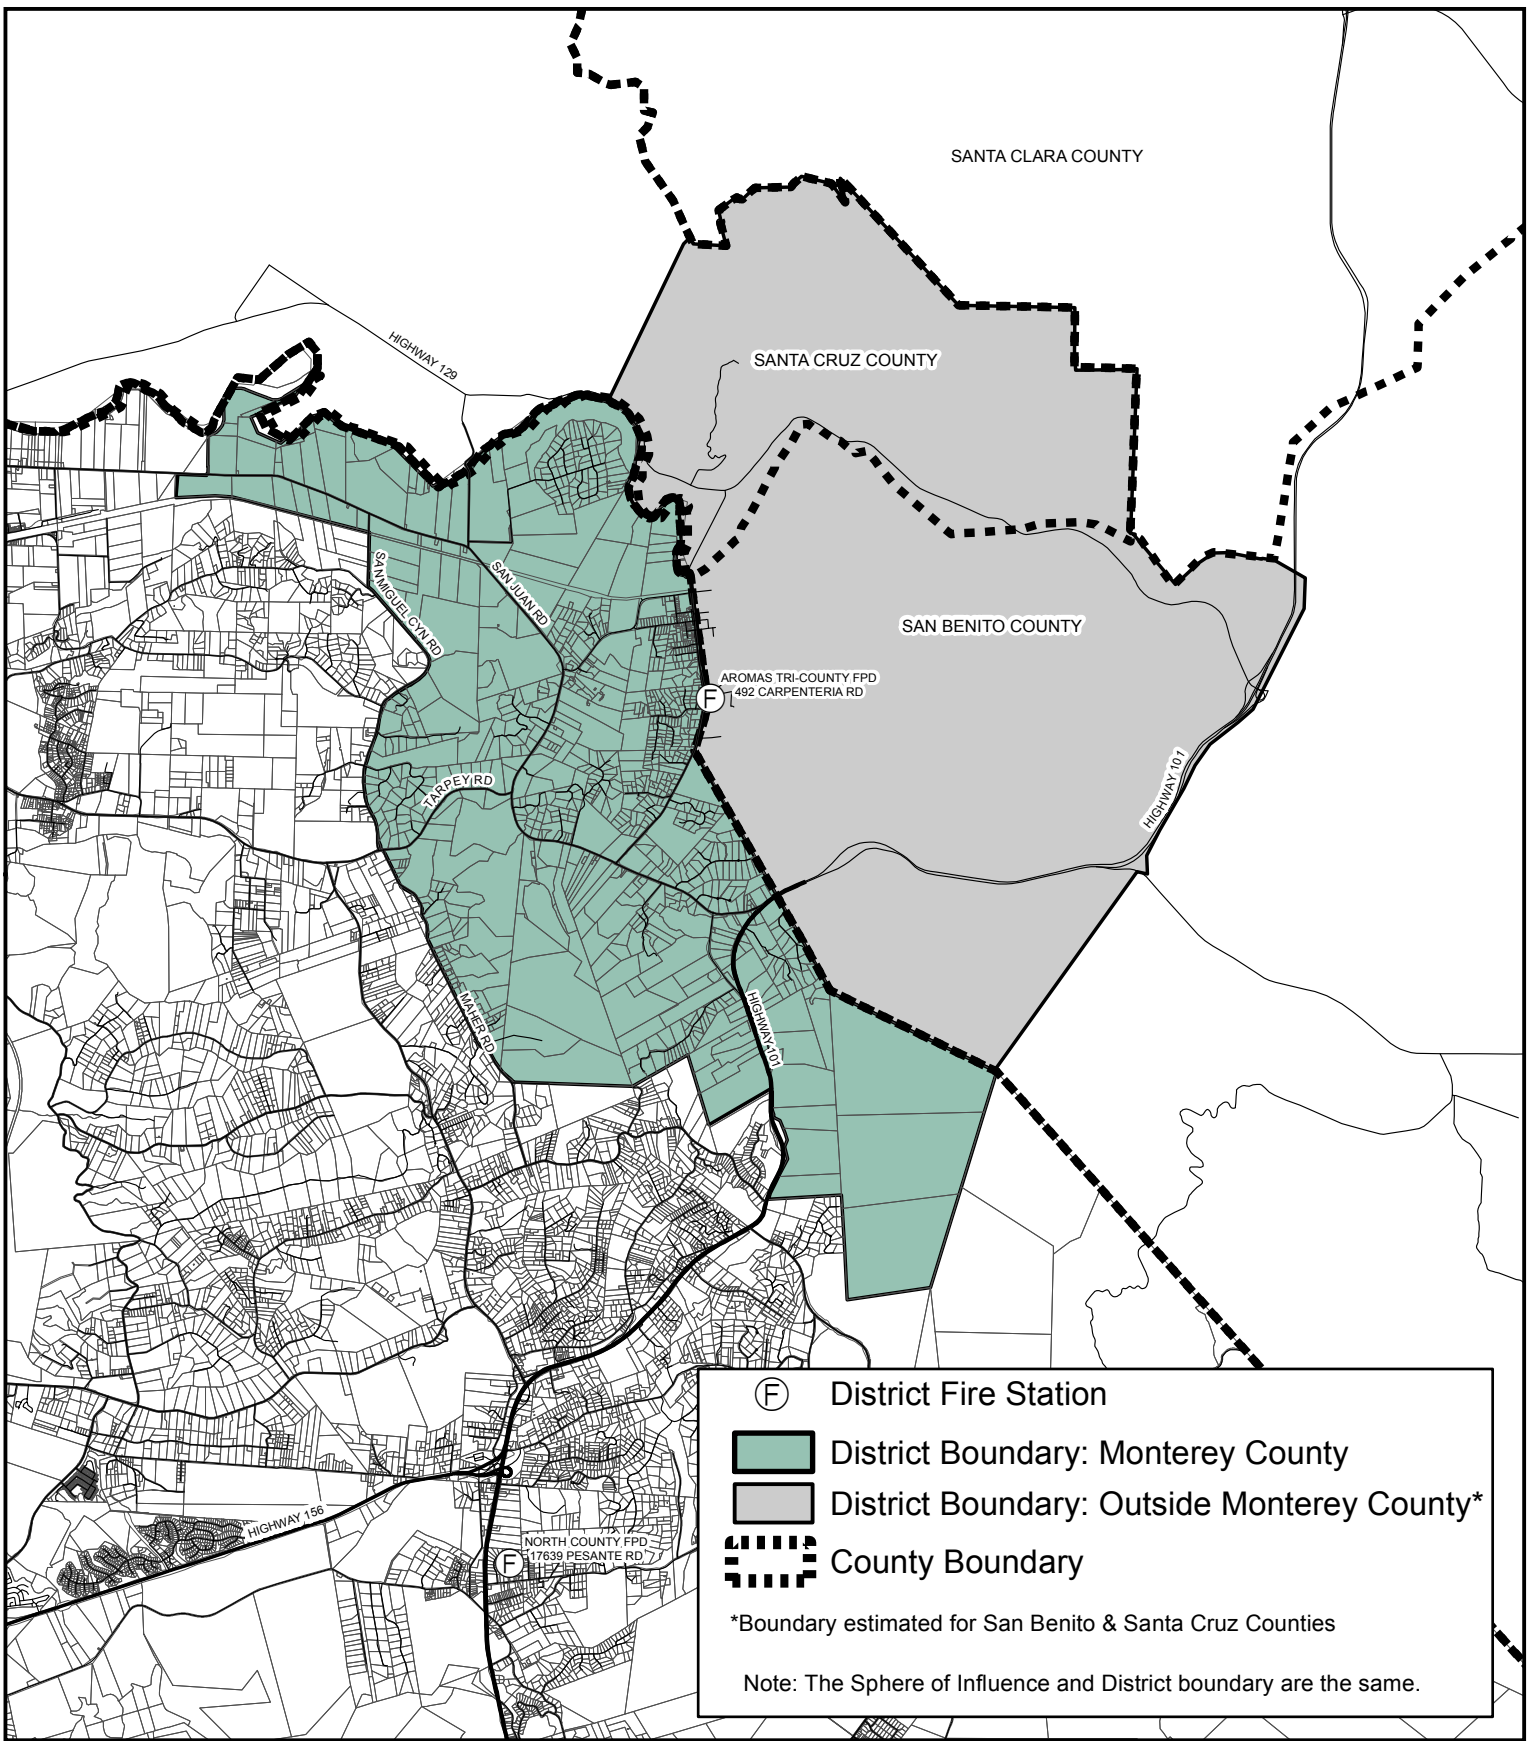 SANTA CLARA COUNTY
HIGHWAY 129
SANTA CRUZ COUNTY
SAN MIGUEL CYN RD
SAN JUAN RD
SAN BENITO COUNTY
AROMAS TRI-COUNTY FPD
492 CARPENTERIA RD
F
TARPEY RD
HIGHWAY 101
MAHER RD
HIGHWAY 101
HIGHWAY 156
NORTH COUNTY FPD
17639 PESANTE RD
F
F District Fire Station
District Boundary: Monterey County
District Boundary: Outside Monterey County*
County Boundary
*Boundary estimated for San Benito & Santa Cruz Counties
Note: The Sphere of Influence and District boundary are the same.